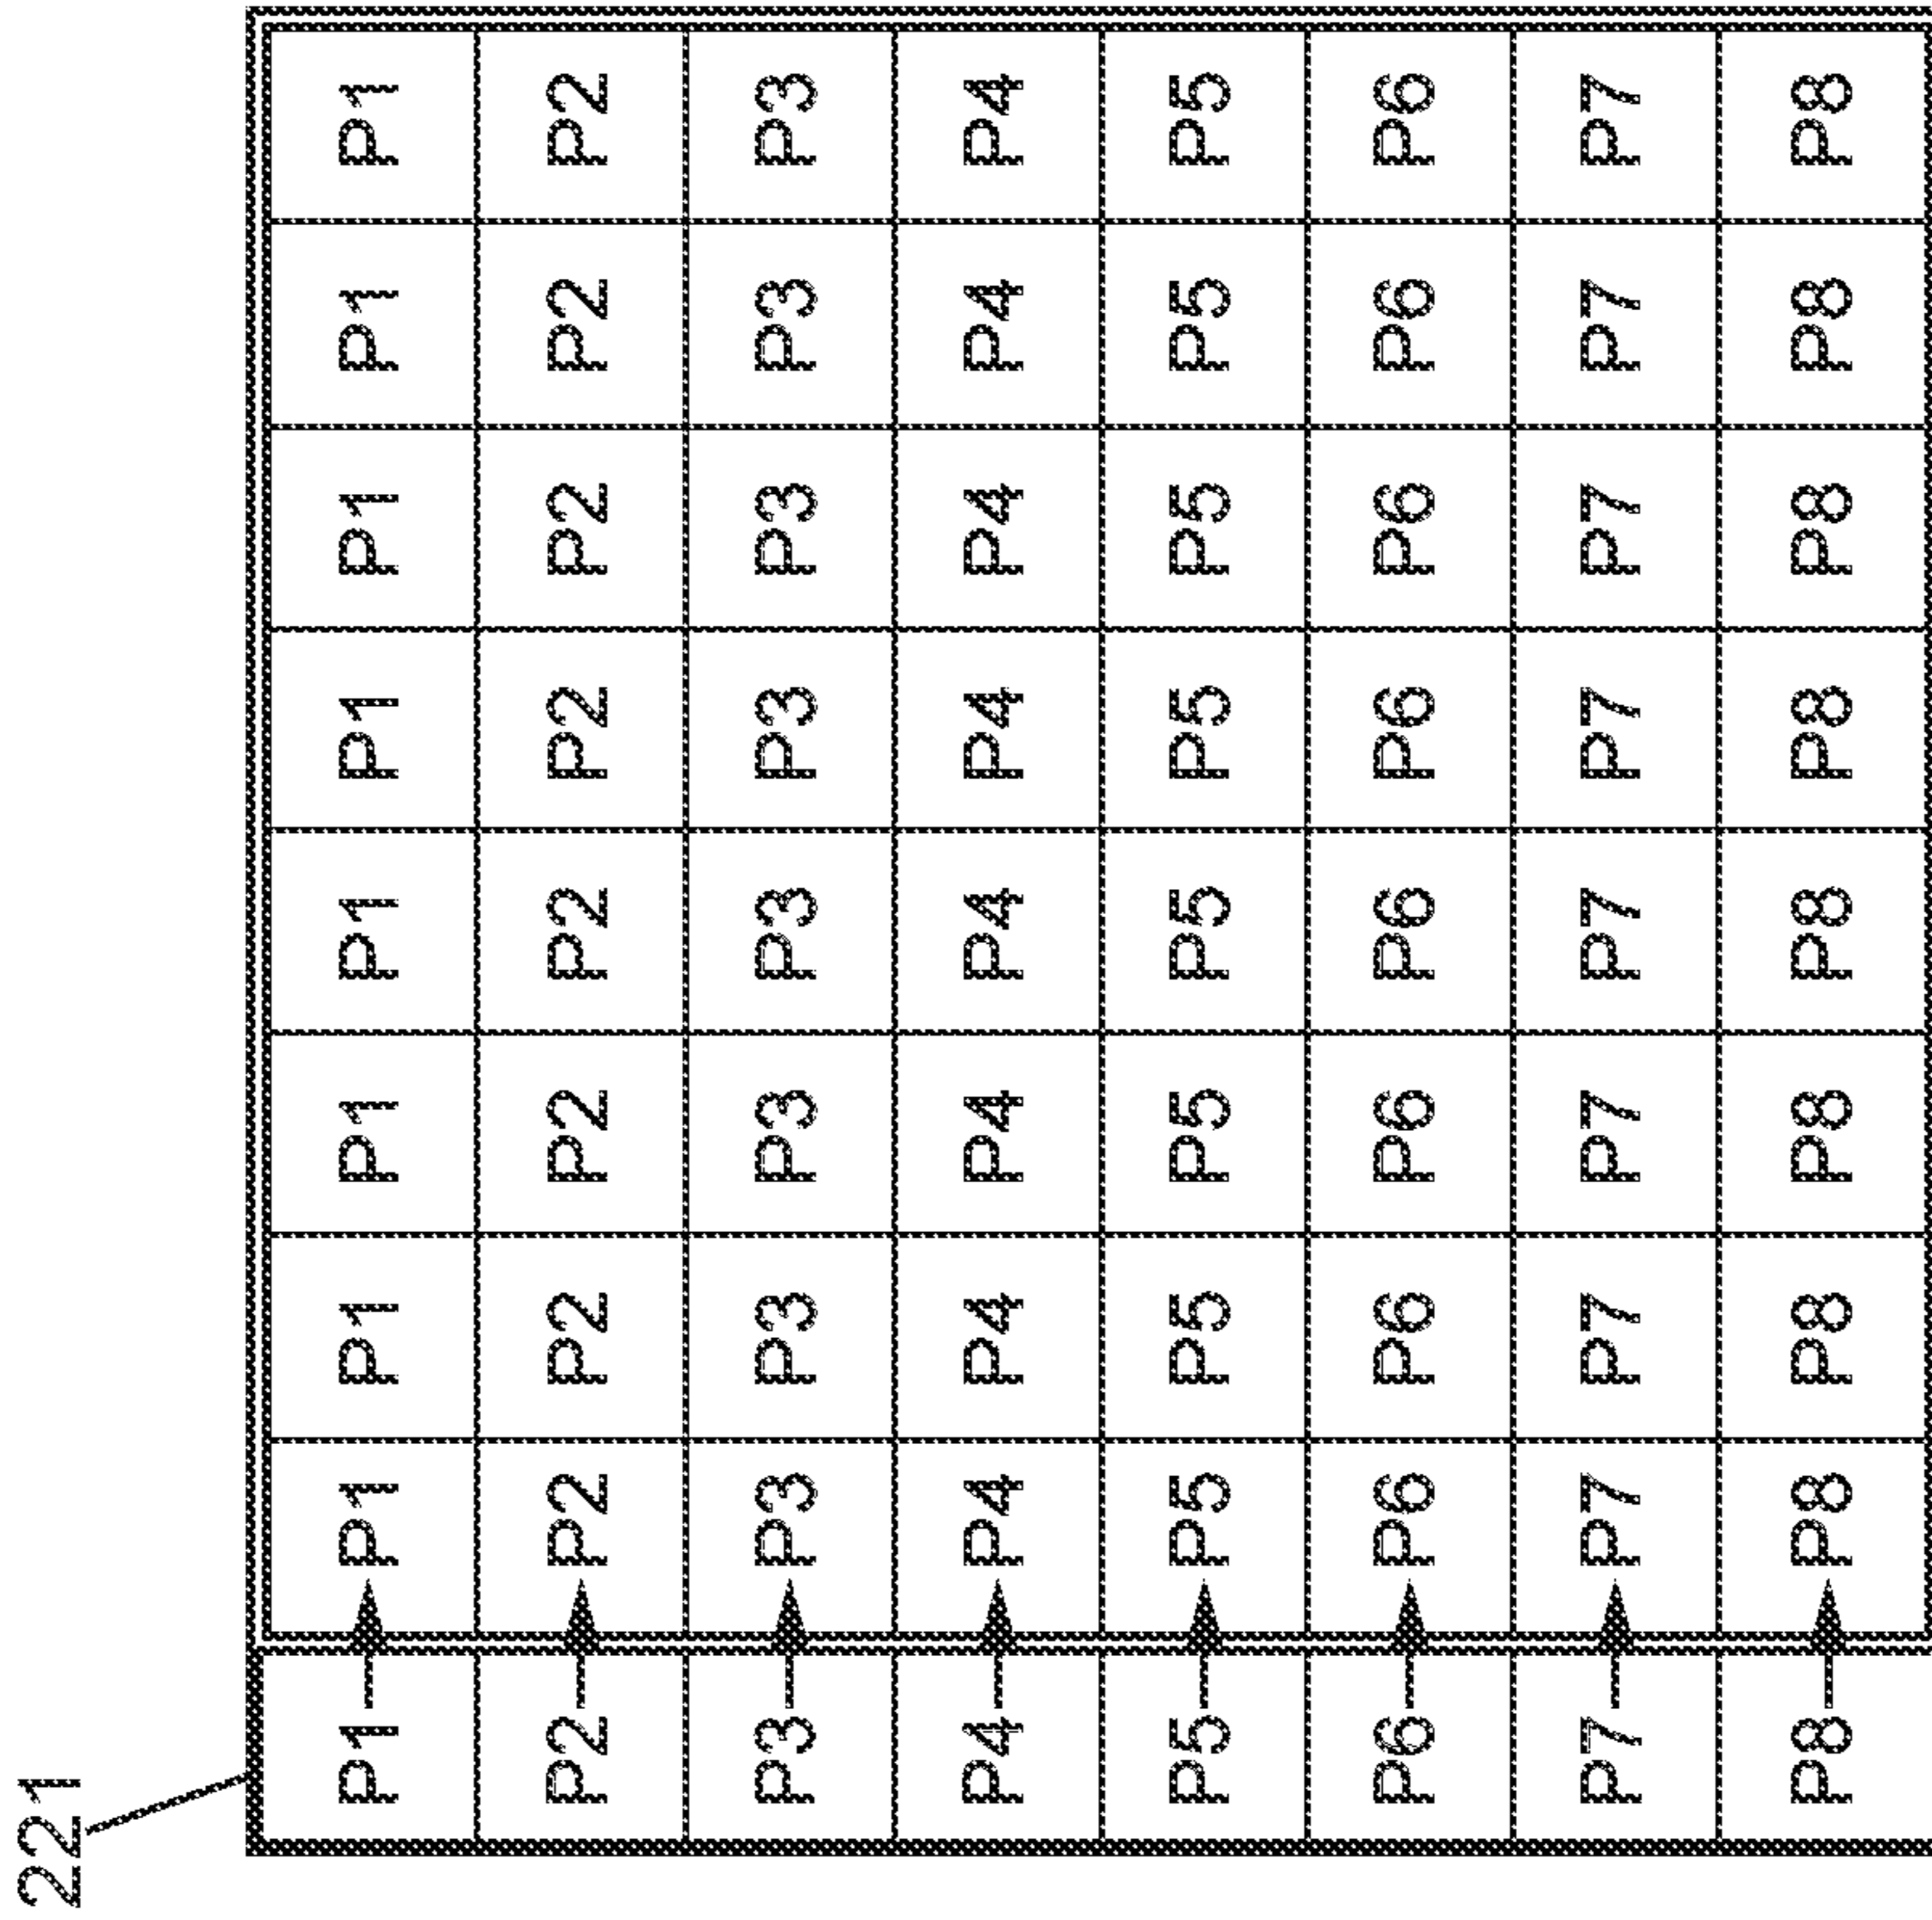 221
P1 P1 P1 P1 P1 P1 P1 P1 P1
P2 P2 P2 P2 P2 P2 P2 P2 P2
P3 P3 P3 P3 P3 P3 P3 P3 P3
P4 P4 P4 P4 P4 P4 P4 P4 P4
P5 P5 P5 P5 P5 P5 P5 P5 P5
P6 P6 P6 P6 P6 P6 P6 P6 P6
P7 P7 P7 P7 P7 P7 P7 P7 P7
P8 P8 P8 P8 P8 P8 P8 P8 P8